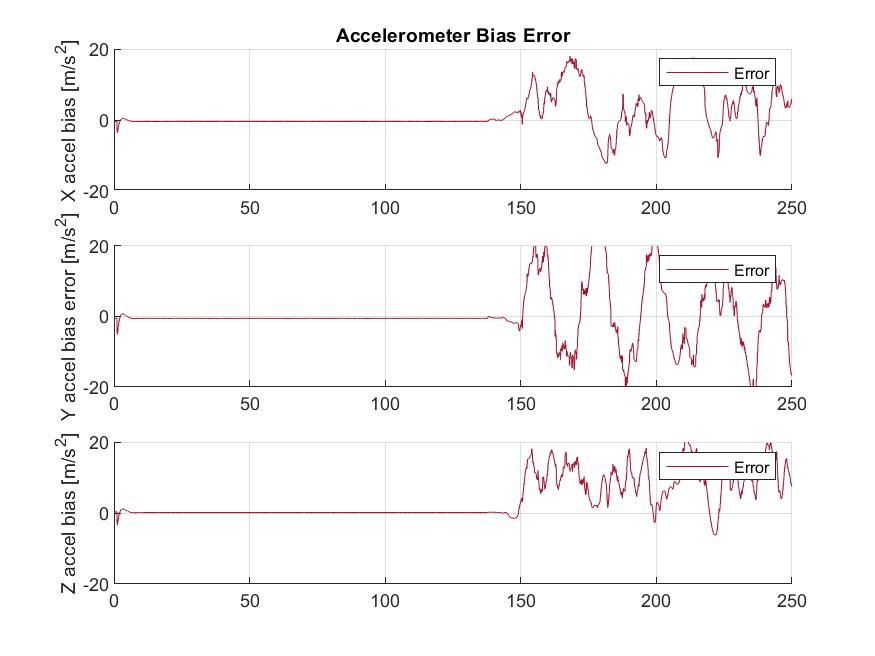 Accelerometer Bias Error
X accel bias [m/s²]
20
0
-20
Error
0 50 100 150 200 250
Y accel bias error [m/s²]
20
0
-20
Error
0 50 100 150 200 250
Z accel bias [m/s²]
20
0
-20
Error
0 50 100 150 200 250